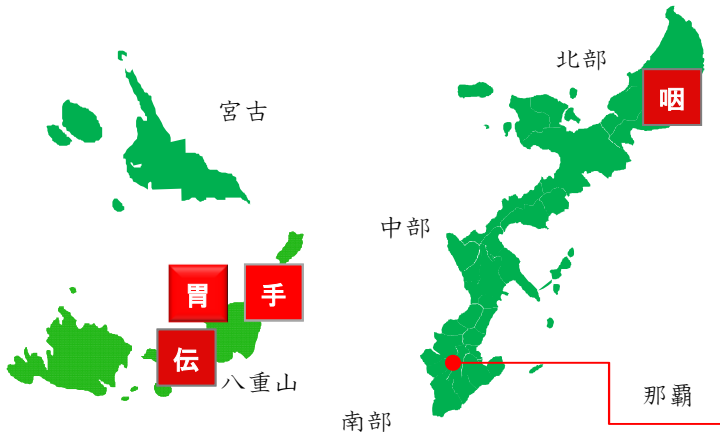 北部
咽
宮古
中部
胃
手
伝
八重山
那覇
南部